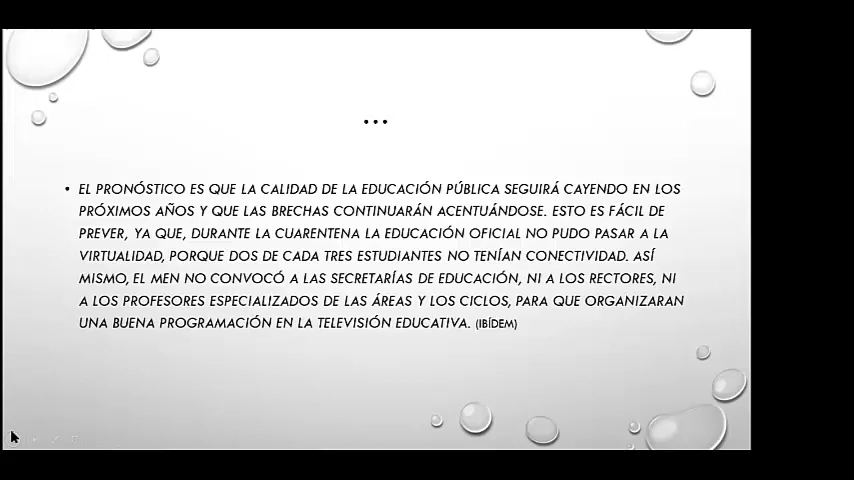 ...
• EL PRONÓSTICO ES QUE LA CALIDAD DE LA EDUCACIÓN PÚBLICA SEGUIRÁ CAYENDO EN LOS
PRÓXIMOS AÑOS Y QUE LAS BRECHAS CONTINUARÁN ACENTUÁNDOSE. ESTO ES FÁCIL DE
PREVER, YA QUE, DURANTE LA CUARENTENA LA EDUCACIÓN OFICIAL NO PUDO PASAR A LA
VIRTUALIDAD, PORQUE DOS DE CADA TRES ESTUDIANTES NO TENÍAN CONECTIVIDAD. ASÍ
MISMO, EL MEN NO CONVOCÓ A LAS SECRETARÍAS DE EDUCACIÓN, NI A LOS RECTORES, NI
A LOS PROFESORES ESPECIALIZADOS DE LAS ÁREAS Y LOS CICLOS, PARA QUE ORGANIZARAN
UNA BUENA PROGRAMACIÓN EN LA TELEVISIÓN EDUCATIVA. (IBÍDEM)